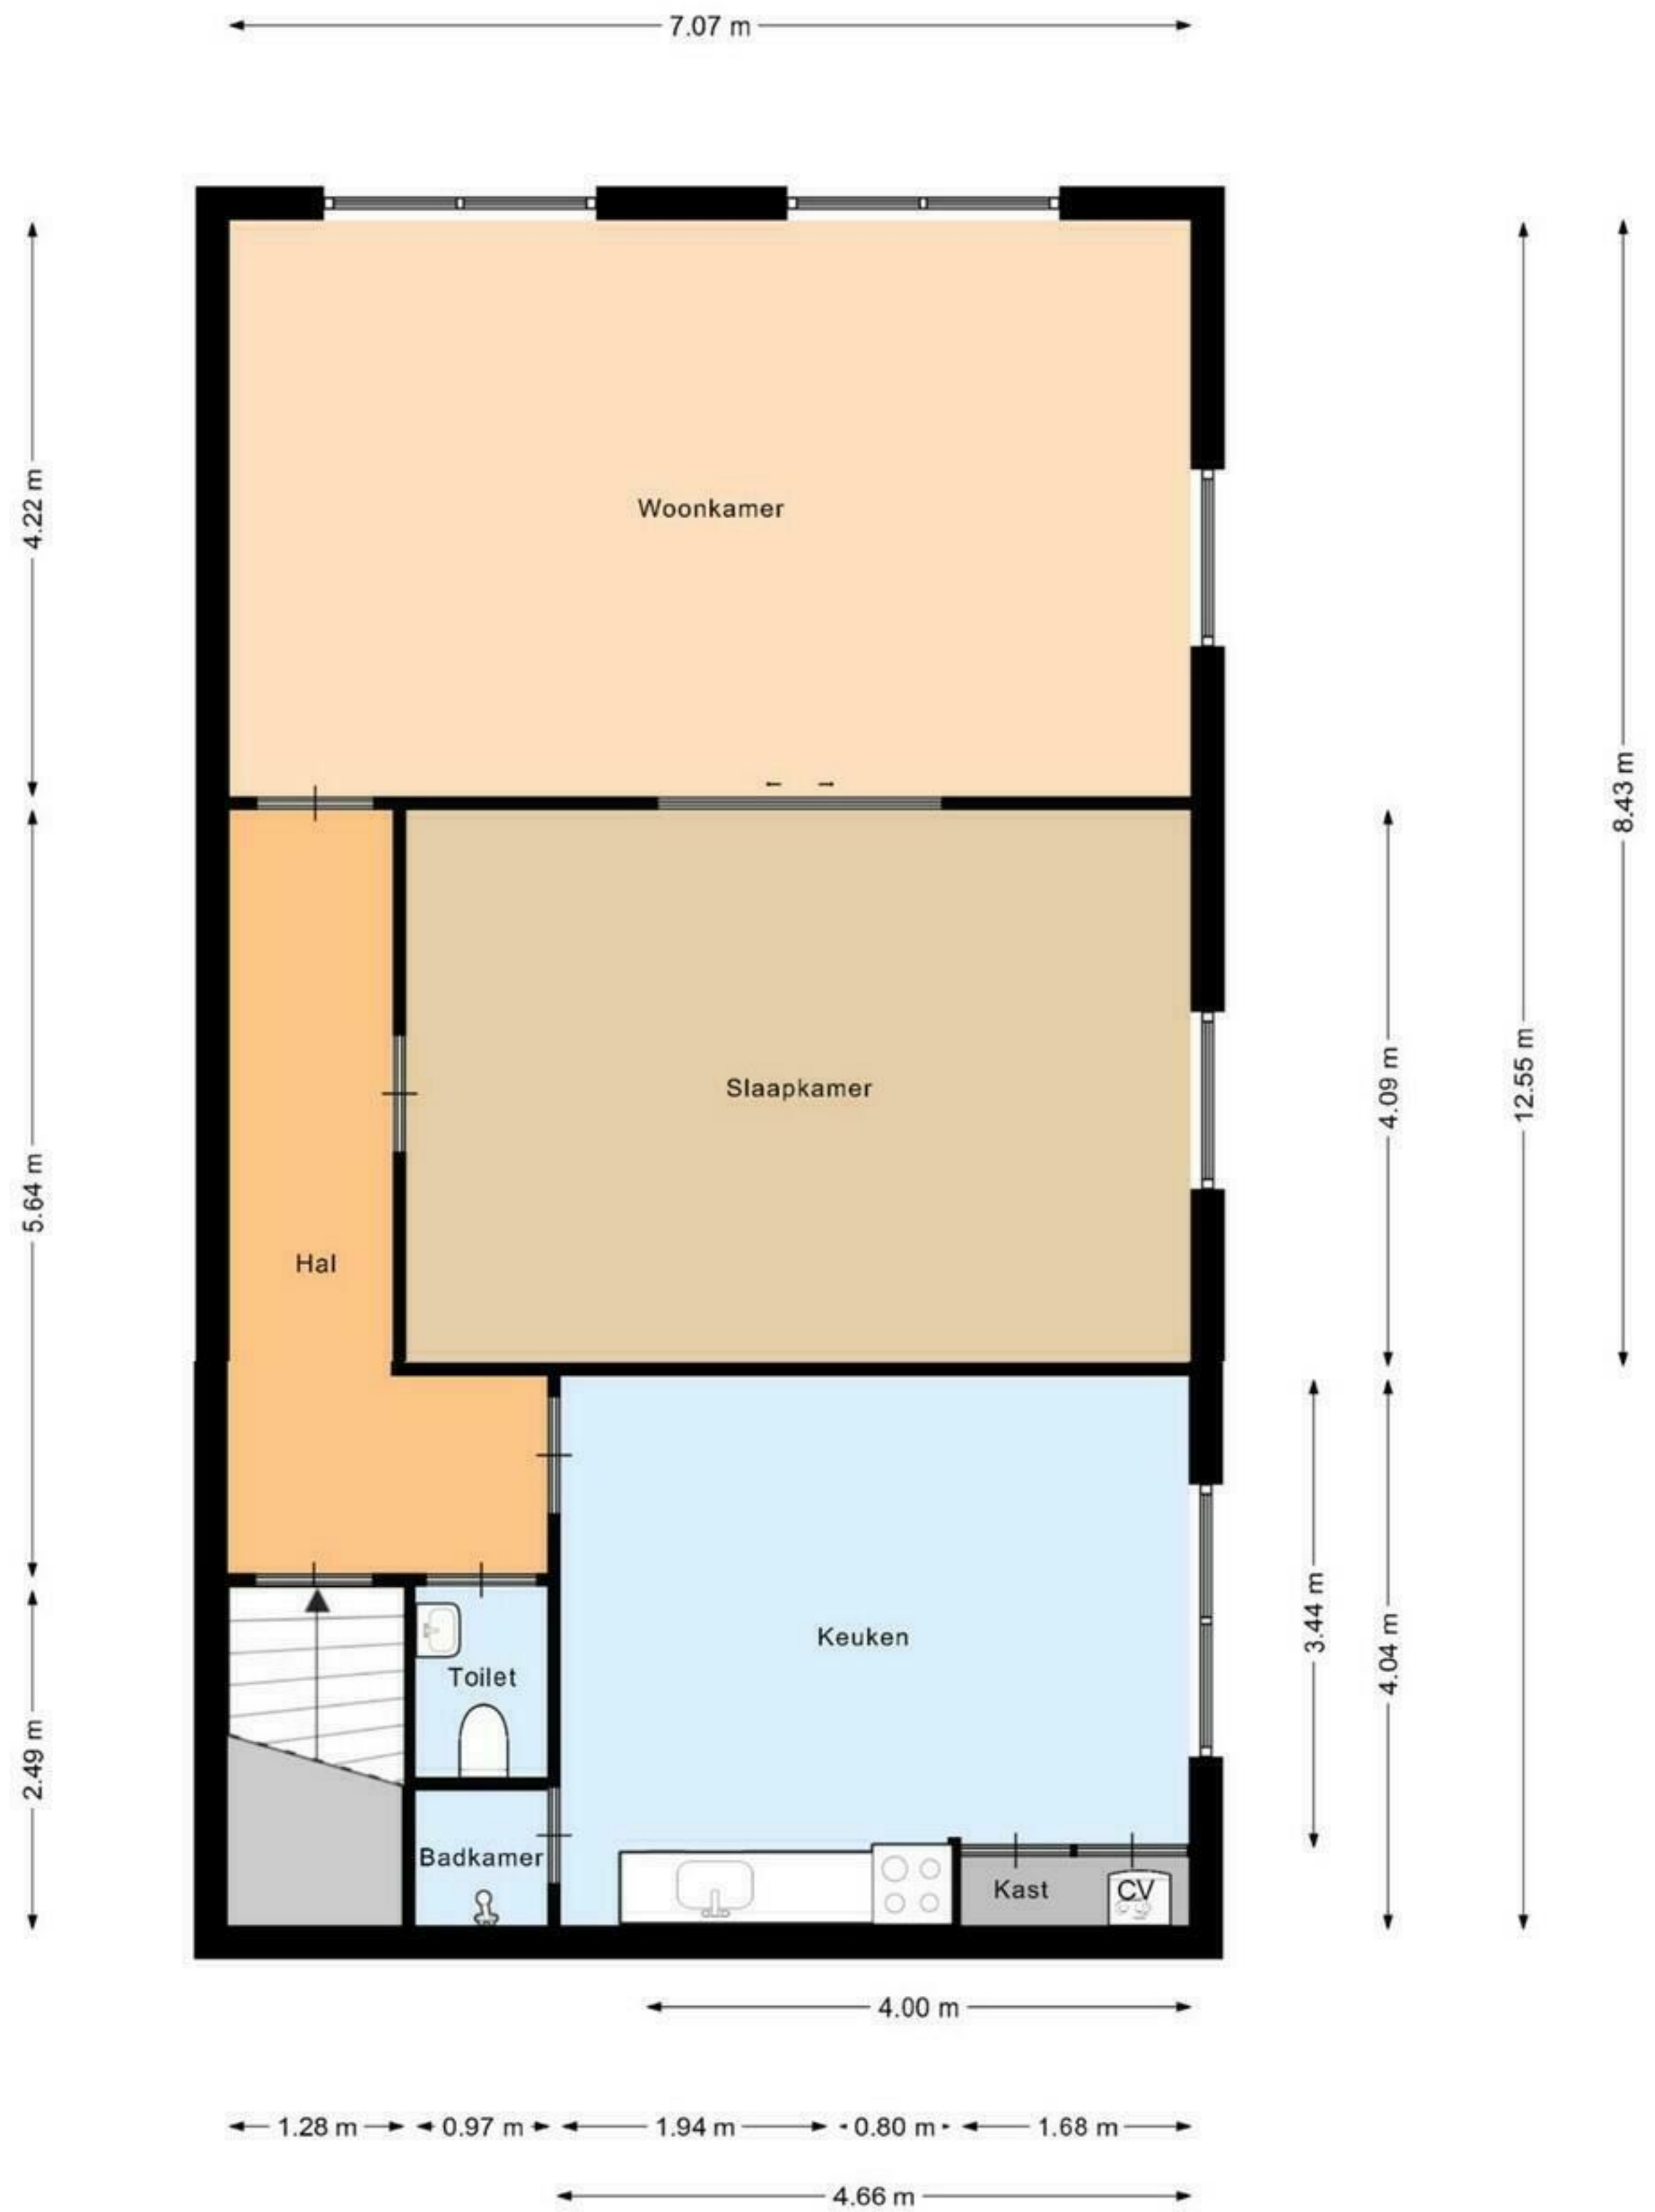 7.07 m
Woonkamer
4.22 m
8.43 m
Slaapkamer
4.09 m
12.55 m
5.64 m
Hal
Keuken
3.44 m
4.04 m
Toilet
2.49 m
Badkamer
Kast
CV
4.00 m
1.28 m
0.97 m
1.94 m
0.80 m
1.68 m
4.66 m